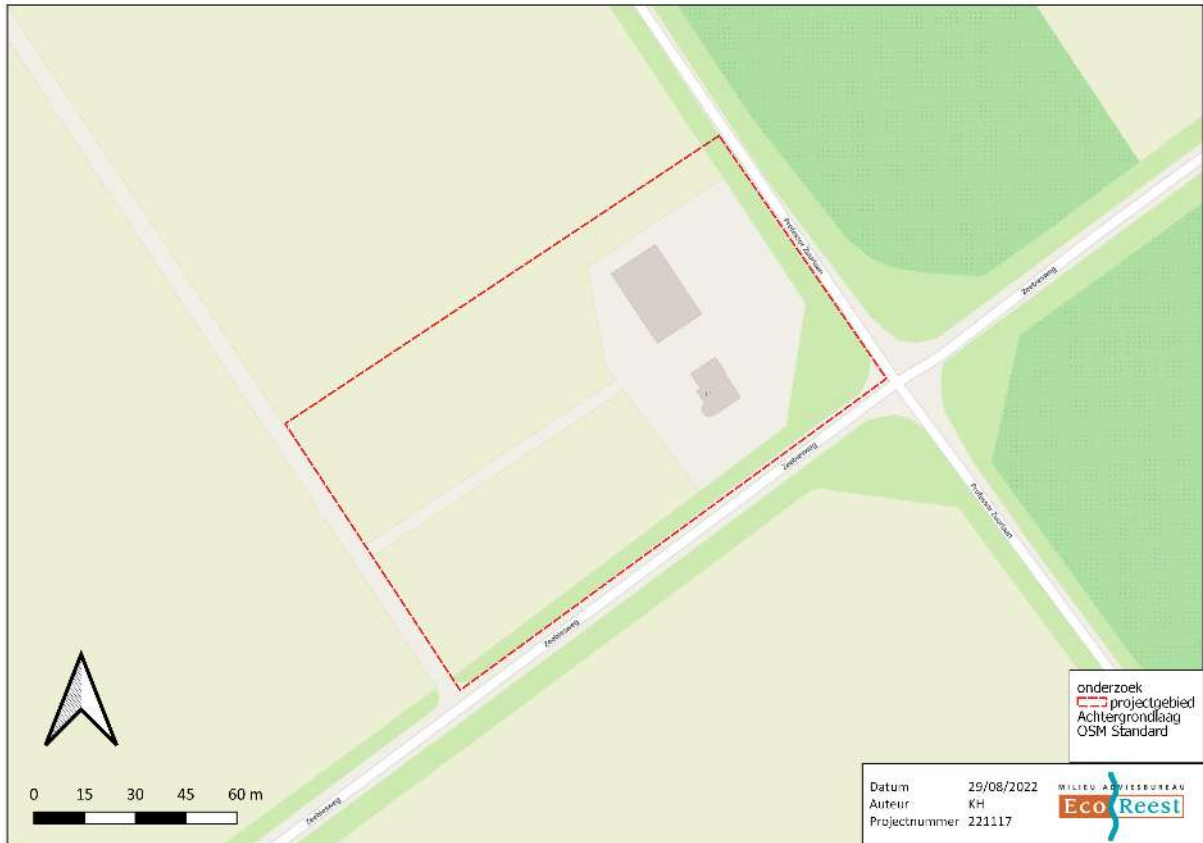 Professor Zuurlaan
Zeebiesweg
Zeebiesweg
Professor Zuurlaan
Zeebiesweg
Zeebiesweg
0 15 30 45 60 m
onderzoek
projectgebied
Achtergrondlaag
OSM Standard
Datum 29/08/2022
Auteur KH
Projectnummer 221117
MILIEU ADVIESBUREAU
Eco Reest